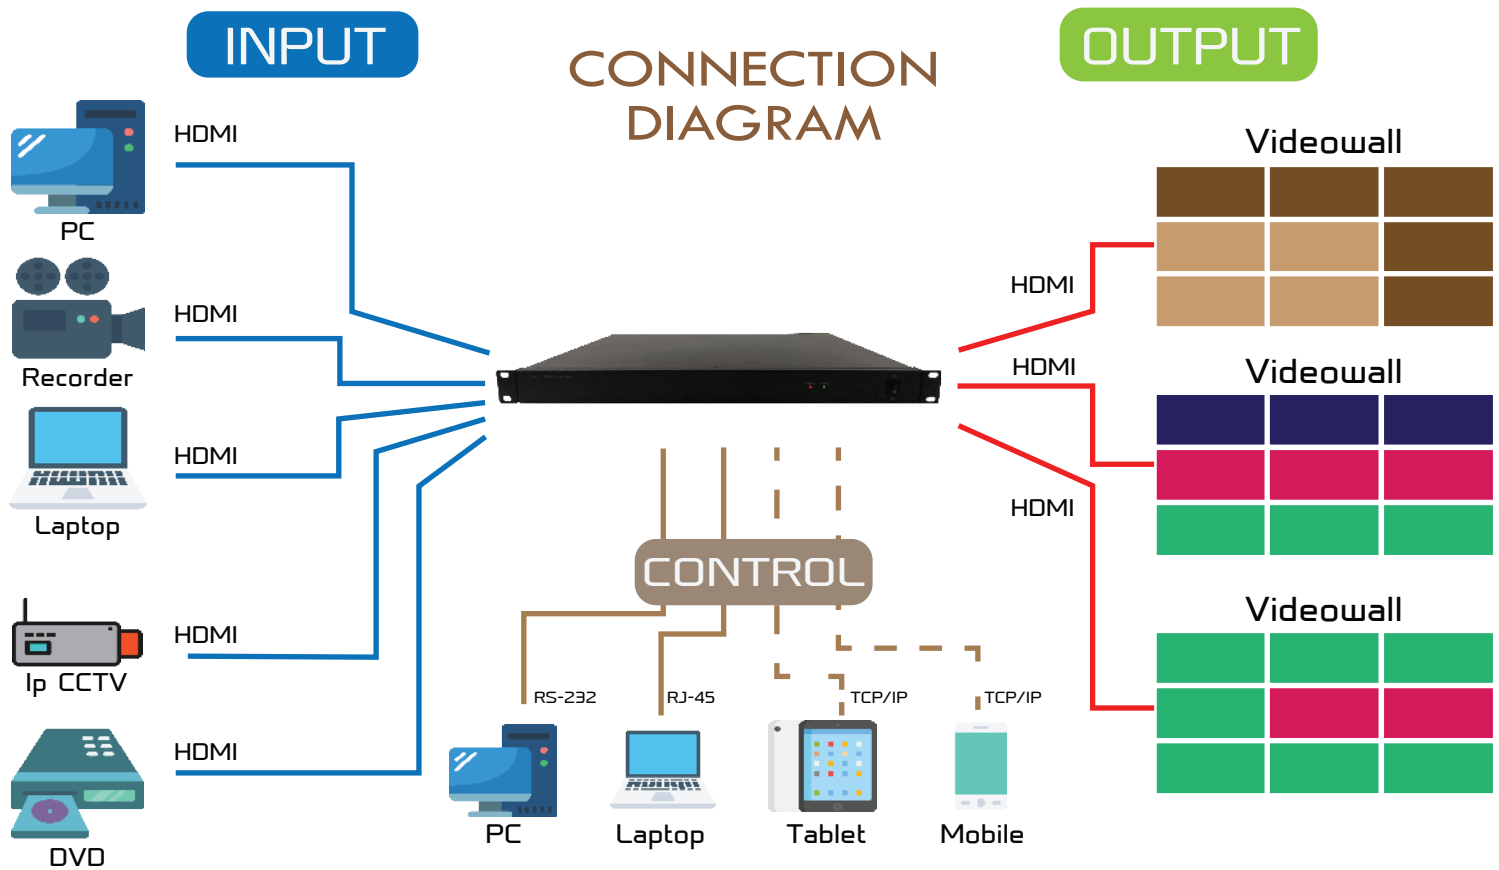 INPUT
CONNECTION
DIAGRAM
OUTPUT
HDMI
PC
HDMI
Recorder
HDMI
Laptop
HDMI
Ip CCTV
HDMI
DVD
Videowall
HDMI
Videowall
HDMI
Videowall
HDMI
CONTROL
RS-232
RJ-45
TCP/IP
TCP/IP
PC
Laptop
Tablet
Mobile